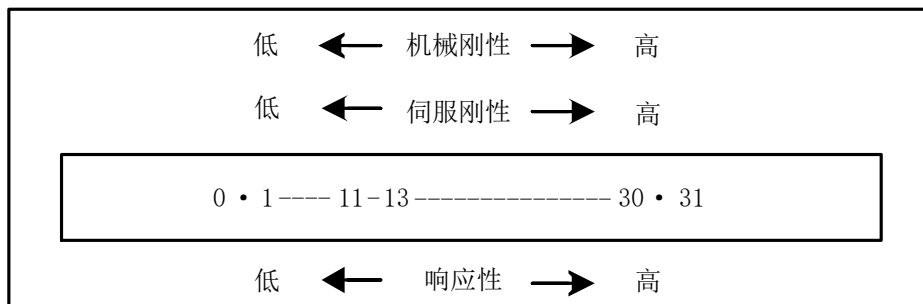 低 机械刚性 高
低 伺服刚性 高
0 • 1---- 11-13--------------- 30 • 31
低 响应性 高